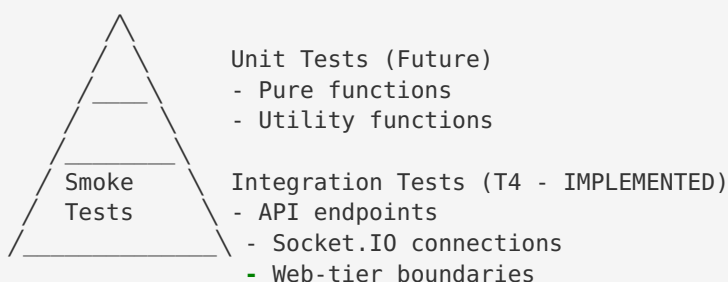 Unit Tests (Future)
- Pure functions
- Utility functions
Smoke Integration Tests (T4 - IMPLEMENTED)
Tests - API endpoints
- Socket.IO connections
- Web-tier boundaries